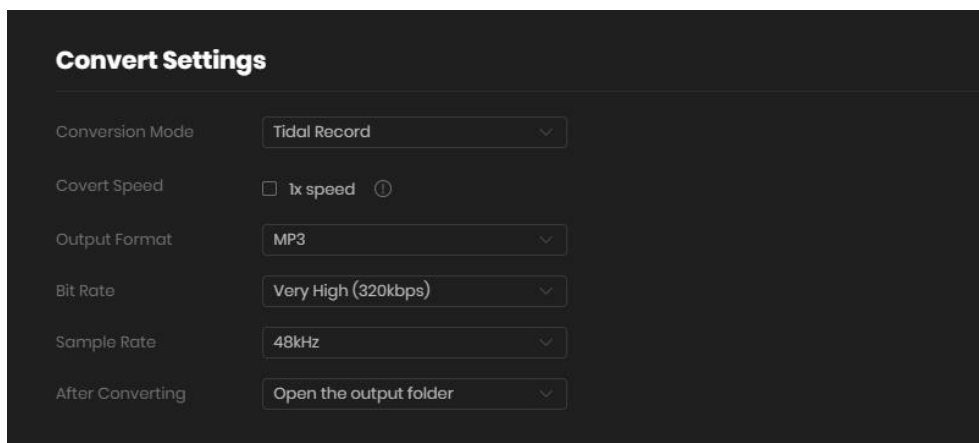 Convert Settings
Conversion Mode Tidal Record
Covert Speed 1x speed
Output Format MP3
Bit Rate Very High (320kbps)
Sample Rate 48kHz
After Converting Open the output folder